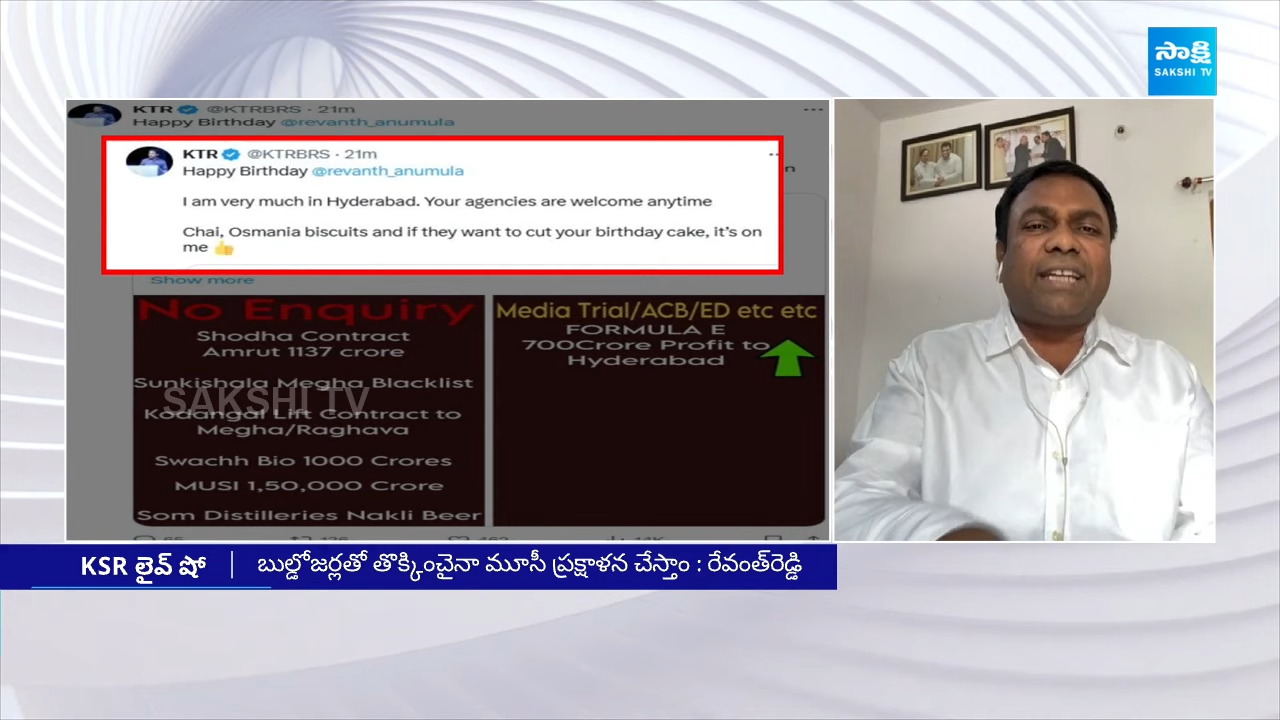 సాక్షి
SAKSHI TV
KTR @KTRBRS · 21m
Happy Birthday @revanth_anumula
KTR @KTRBRS · 21m
Happy Birthday @revanth_anumula
I am very much in Hyderabad. Your agencies are welcome anytime
Chai, Osmania biscuits and if they want to cut your birthday cake, it's on
me 👍
Show more
No Enquiry
Shodha Contract
Amrut 1137 crore
Sunkishala Megha Blacklist
SAKSHI TV
Kodangal Lift Contract to
Megha/Raghava
Swachh Bio 1000 Crores
MUSI 1,50,000 Crore
Som Distilleries Nakli Beer
Media Trial/ACB/ED etc etc
FORMULA E
700Crore Profit to
Hyderabad
KSR లైవ్ షో | బుల్డోజర్లతో తొక్కించైనా మూసీ ప్రక్షాళన చేస్తాం : రేవంత్‌రెడ్డి